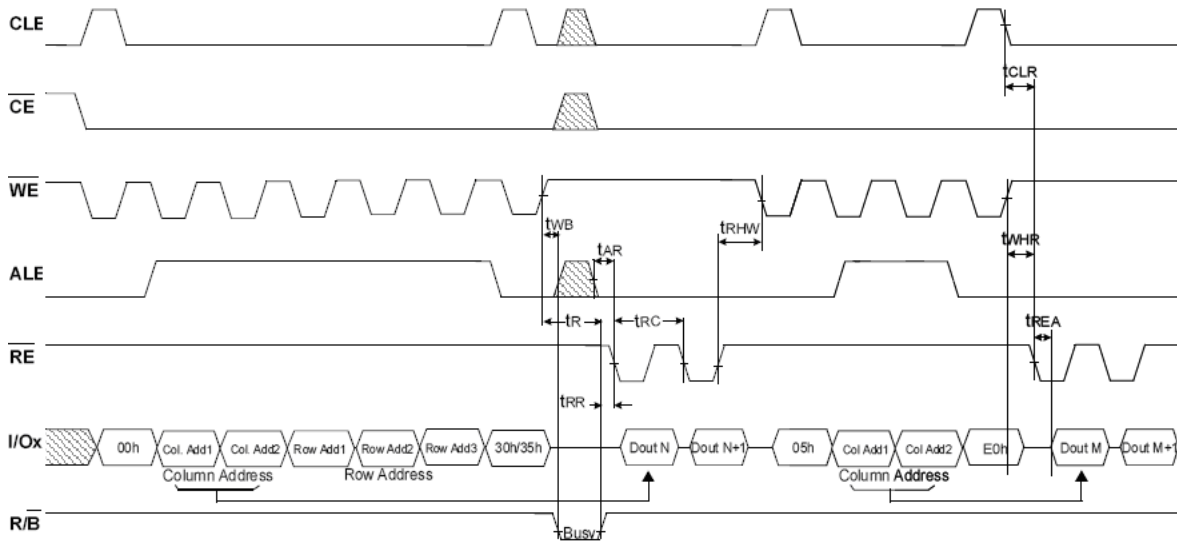 CLE
tCLR
CE
WE
tWB
tRHW
tWHR
tAR
ALE
tR
tRC
tREA
RE
tRR
I/Ox
00h Col. Add1 Col. Add2 Row Add1 Row Add2 Row Add3 30h/35h Dout N Dout N+1 05h Col Add1 Col Add2 E0h Dout M Dout M+1
Column Address Row Address Column Address
R/B Busy